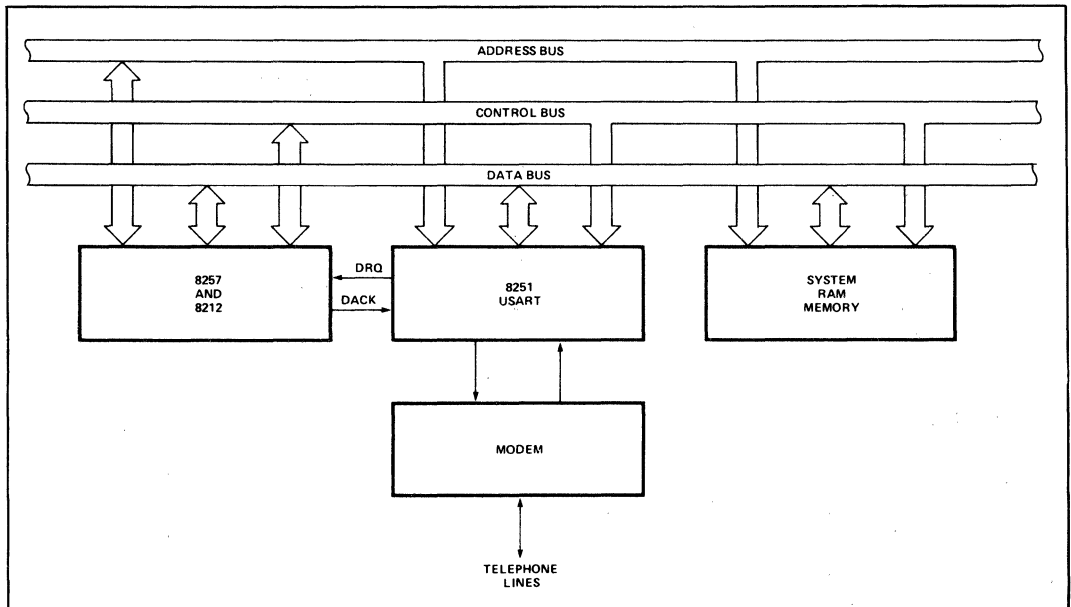 ADDRESS BUS
CONTROL BUS
DATA BUS
8257
AND
8212
DRQ
DACK
8251
USART
SYSTEM
RAM
MEMORY
MODEM
TELEPHONE
LINES